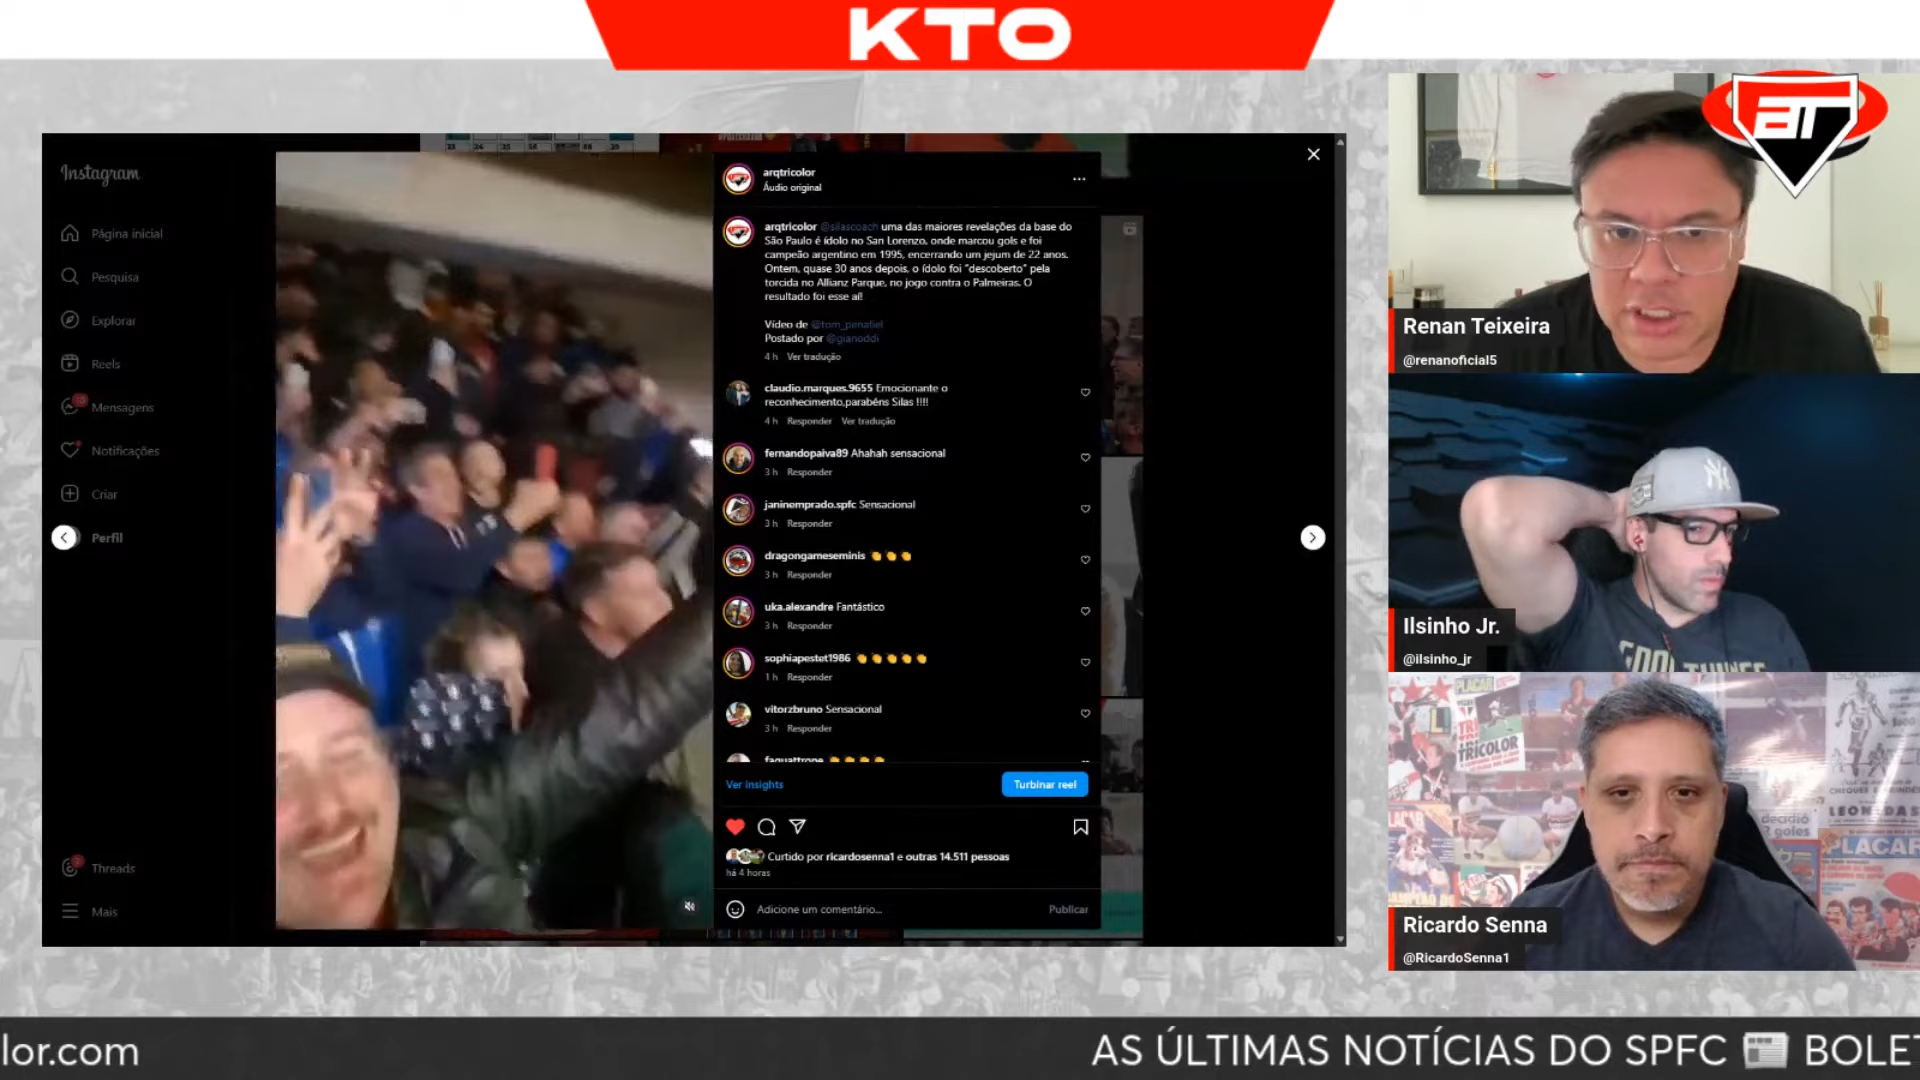 KTO
Instagram
Página inicial
Pesquisa
Explorar
Reels
Mensagens
Notificações
Criar
Perfil
Threads
Mais
arqtricolor
Áudio original
arqtricolor @silascoach uma das maiores revelações da base do
São Paulo é ídolo no San Lorenzo, onde marcou gols e foi
campeão argentino em 1995, encerrando um jejum de 22 anos.
Ontem, quase 30 anos depois, o ídolo foi "descoberto" pela
torcida no Allianz Parque, no jogo contra o Palmeiras. O
resultado foi esse aí!
Vídeo de @tom_penafiel
Postado por @gianoddi
4 h Ver tradução
claudio.marques.9655 Emocionante o
reconhecimento,parabéns Silas !!!!
4 h Responder Ver tradução
fernandopaiva89 Ahahah sensacional
3 h Responder
janinemprado.spfc Sensacional
3 h Responder
dragongameseminis 👏👏👏
3 h Responder
uka.alexandre Fantástico
3 h Responder
sophiapestet1986 👏👏👏👏👏
1 h Responder
vitorzbruno Sensacional
3 h Responder
Ver insights
Turbinar reel
Curtido por ricardosenna1 e outras 14.511 pessoas
há 4 horas
Adicione um comentário...
Publicar
AT
Renan Teixeira
@renanoficial5
Ilsinho Jr.
@ilsinho_jr
TRICOLOR
LEONIDAS
decidió
2 goles
PLACAR
Ricardo Senna
@RicardoSenna1
lor.com
AS ÚLTIMAS NOTÍCIAS DO SPFC 📰 BOLET